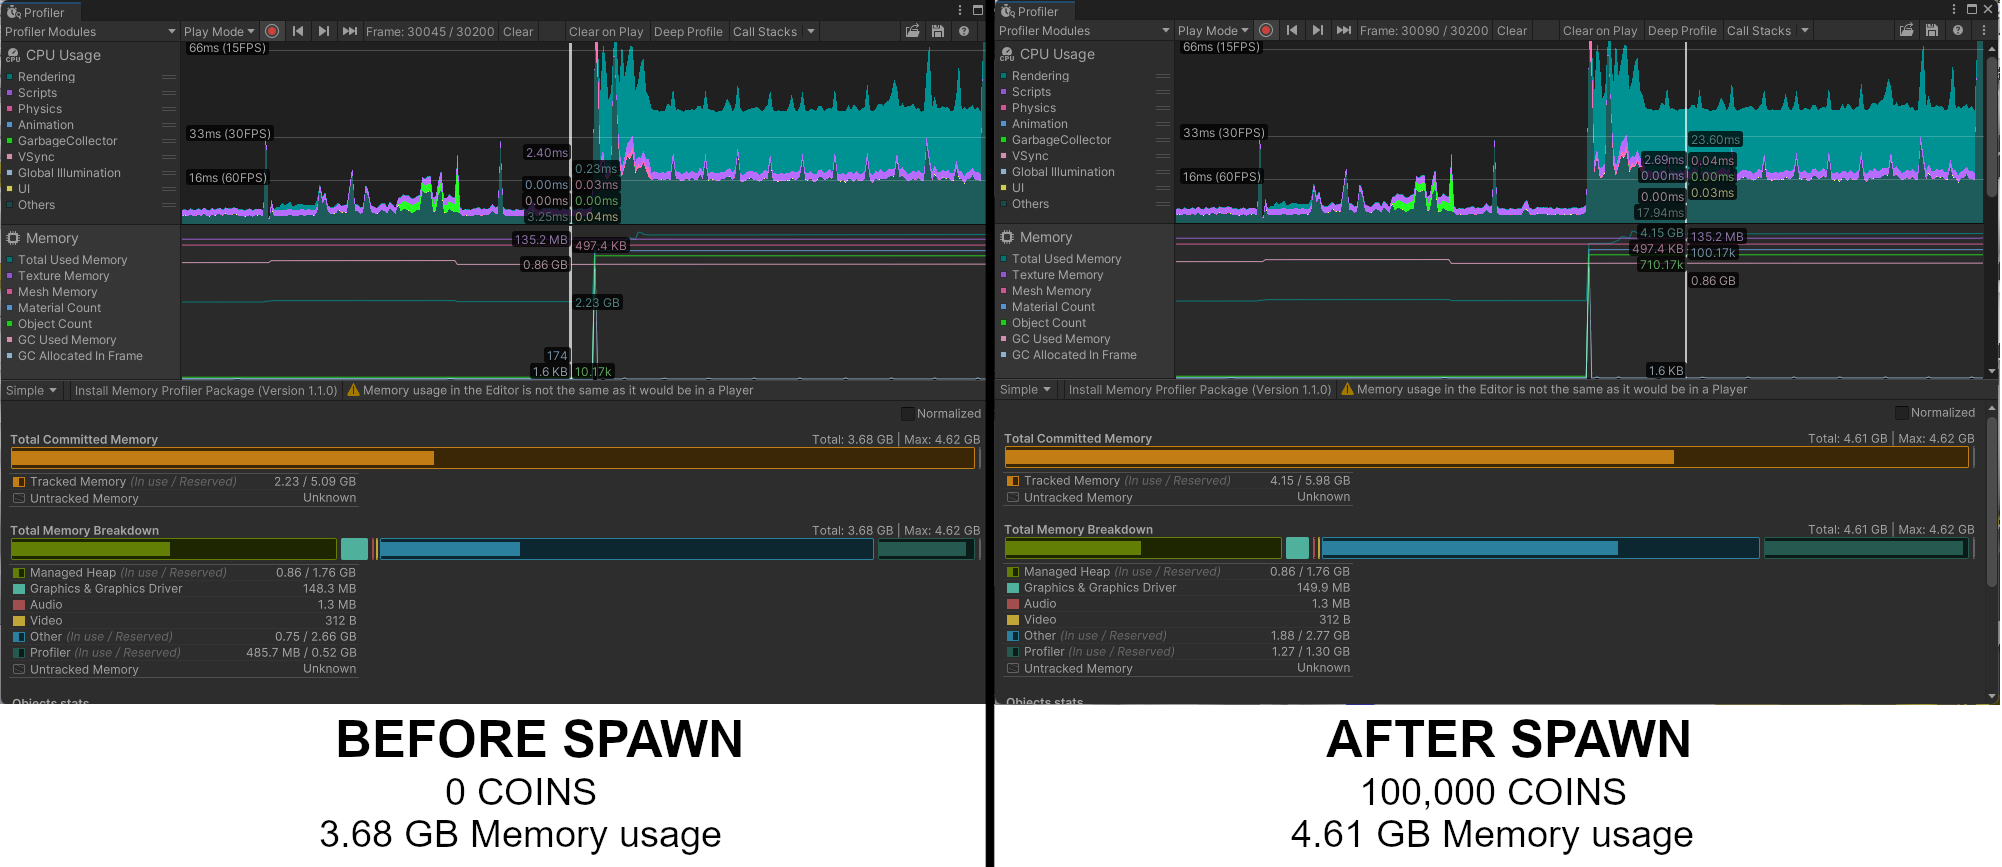 Profiler
Profiler Modules
Play Mode
Frame: 30045 / 30200
Clear
Clear on Play
Deep Profile
Call Stacks
CPU Usage
Rendering
Scripts
Physics
Animation
GarbageCollector
VSync
Global Illumination
UI
Others
66ms (15FPS)
33ms (30FPS)
16ms (60FPS)
2.40ms
0.23ms
0.00ms
0.03ms
0.00ms
0.00ms
3.25ms
0.04ms
Memory
Total Used Memory
Texture Memory
Mesh Memory
Material Count
Object Count
GC Used Memory
GC Allocated In Frame
135.2 MB
497.4 KB
0.86 GB
2.23 GB
174
1.6 KB
10.17k
Simple
Install Memory Profiler Package (Version 1.1.0)
Memory usage in the Editor is not the same as it would be in a Player
Normalized
Total Committed Memory
Total: 3.68 GB | Max: 4.62 GB
Tracked Memory (In use / Reserved) 2.23 / 5.09 GB
Untracked Memory Unknown
Total Memory Breakdown
Total: 3.68 GB | Max: 4.62 GB
Managed Heap (In use / Reserved) 0.86 / 1.76 GB
Graphics & Graphics Driver 148.3 MB
Audio 1.3 MB
Video 312 B
Other (In use / Reserved) 0.75 / 2.66 GB
Profiler (In use / Reserved) 485.7 MB / 0.52 GB
Untracked Memory Unknown
Objects stats
BEFORE SPAWN
0 COINS
3.68 GB Memory usage
Profiler
Profiler Modules
Play Mode
Frame: 30090 / 30200
Clear
Clear on Play
Deep Profile
Call Stacks
CPU Usage
Rendering
Scripts
Physics
Animation
GarbageCollector
VSync
Global Illumination
UI
Others
66ms (15FPS)
33ms (30FPS)
16ms (60FPS)
23.60ms
2.69ms
0.04ms
0.00ms
0.00ms
0.00ms
0.03ms
17.94ms
Memory
Total Used Memory
Texture Memory
Mesh Memory
Material Count
Object Count
GC Used Memory
GC Allocated In Frame
4.15 GB
135.2 MB
497.4 KB
100.17k
710.17k
0.86 GB
1.6 KB
Simple
Install Memory Profiler Package (Version 1.1.0)
Memory usage in the Editor is not the same as it would be in a Player
Normalized
Total Committed Memory
Total: 4.61 GB | Max: 4.62 GB
Tracked Memory (In use / Reserved) 4.15 / 5.98 GB
Untracked Memory Unknown
Total Memory Breakdown
Total: 4.61 GB | Max: 4.62 GB
Managed Heap (In use / Reserved) 0.86 / 1.76 GB
Graphics & Graphics Driver 149.9 MB
Audio 1.3 MB
Video 312 B
Other (In use / Reserved) 1.88 / 2.77 GB
Profiler (In use / Reserved) 1.27 / 1.30 GB
Untracked Memory Unknown
Objects stats
AFTER SPAWN
100,000 COINS
4.61 GB Memory usage